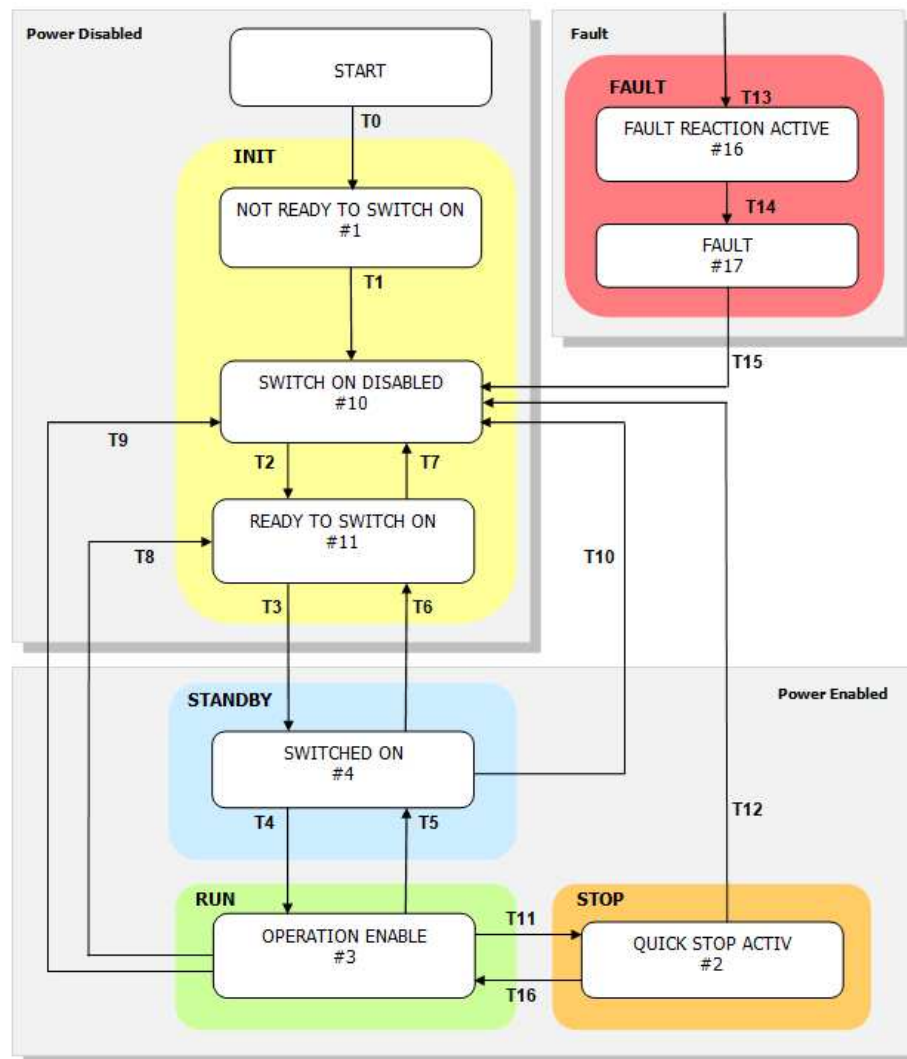 Power Disabled
START
T0
INIT
NOT READY TO SWITCH ON
#1
T1
SWITCH ON DISABLED
#10
T9
T2
T7
READY TO SWITCH ON
#11
T8
T3
T6
T10
Fault
FAULT
T13
FAULT REACTION ACTIVE
#16
T14
FAULT
#17
T15
Power Enabled
STANDBY
SWITCHED ON
#4
T4
T5
T12
RUN
OPERATION ENABLE
#3
T11
T16
STOP
QUICK STOP ACTIV
#2